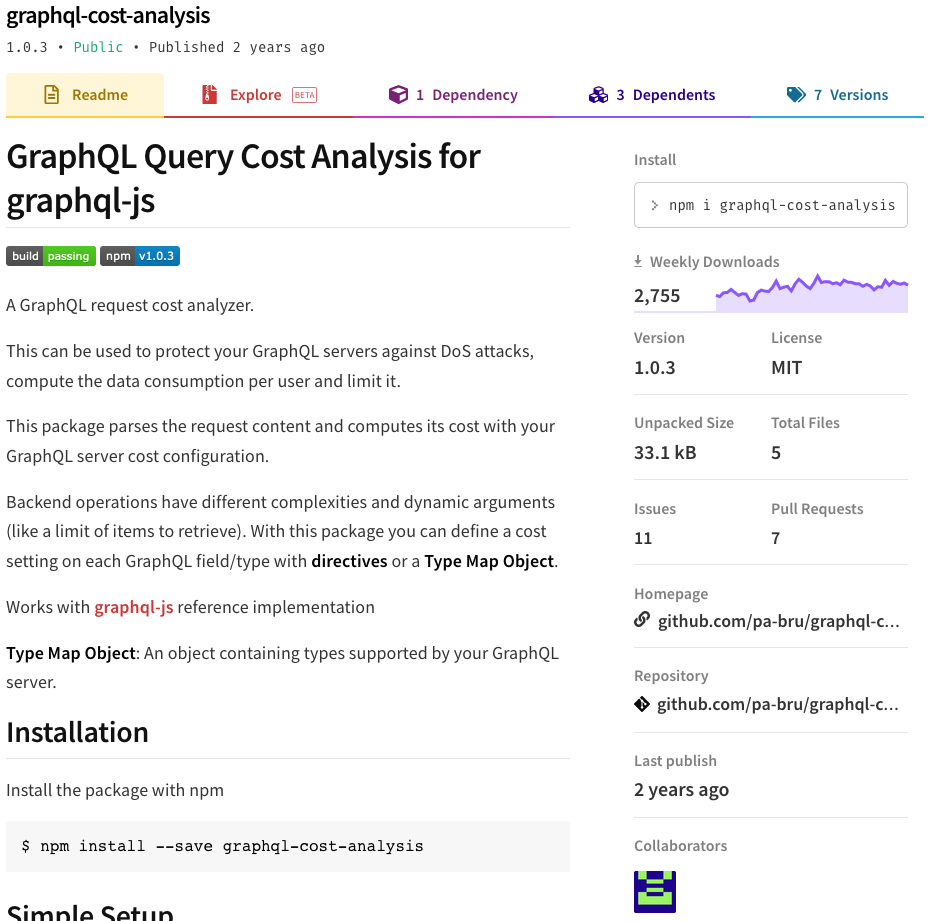 graphql-cost-analysis
1.0.3 • Public • Published 2 years ago
Readme
Explore BETA
1 Dependency
3 Dependents
7 Versions
GraphQL Query Cost Analysis for
graphql-js
build passing npm v1.0.3
A GraphQL request cost analyzer.
This can be used to protect your GraphQL servers against DoS attacks,
compute the data consumption per user and limit it.
This package parses the request content and computes its cost with your
GraphQL server cost configuration.
Backend operations have different complexities and dynamic arguments
(like a limit of items to retrieve). With this package you can define a cost
setting on each GraphQL field/type with directives or a Type Map Object.
Works with graphql-js reference implementation
Type Map Object: An object containing types supported by your GraphQL
server.
Installation
Install the package with npm
$ npm install --save graphql-cost-analysis
Simple Setup
Install
> npm i graphql-cost-analysis
Weekly Downloads
2,755
Version
1.0.3
License
MIT
Unpacked Size
33.1 kB
Total Files
5
Issues
11
Pull Requests
7
Homepage
github.com/pa-bru/graphql-c...
Repository
github.com/pa-bru/graphql-c...
Last publish
2 years ago
Collaborators